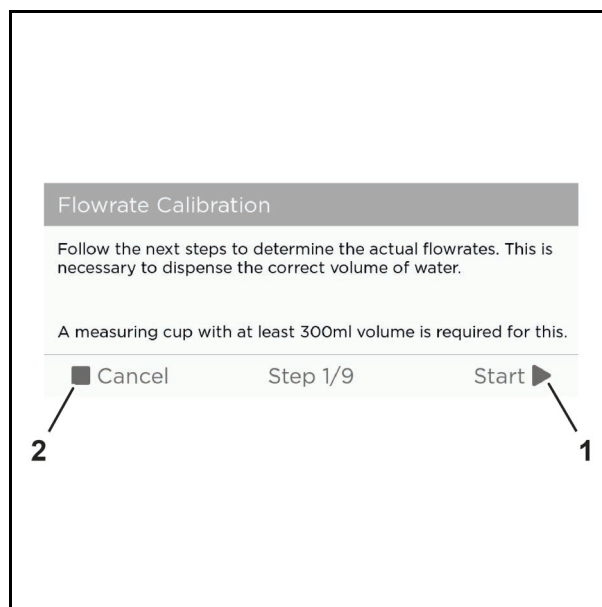 Flowrate Calibration
Follow the next steps to determine the actual flowrates. This is
necessary to dispense the correct volume of water.
A measuring cup with at least 300ml volume is required for this.
Cancel Step 1/9 Start
2 1